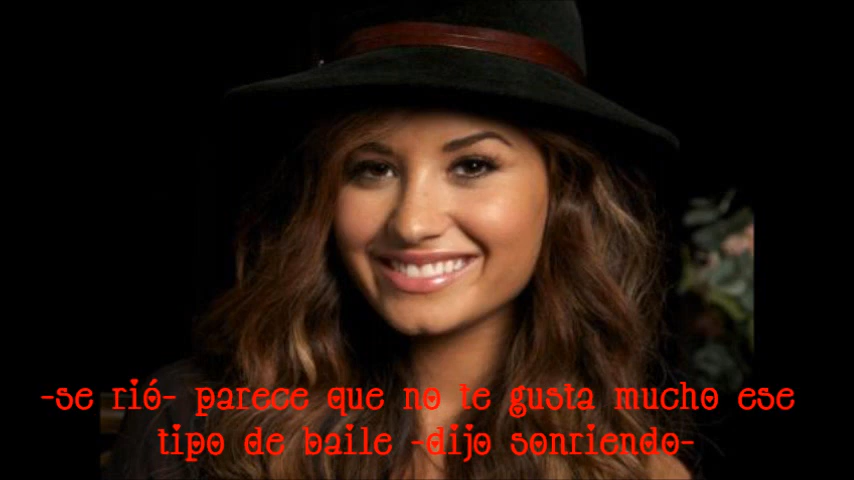 -se rió- parece que no te gusta mucho ese
tipo de baile -dijo sonriendo-